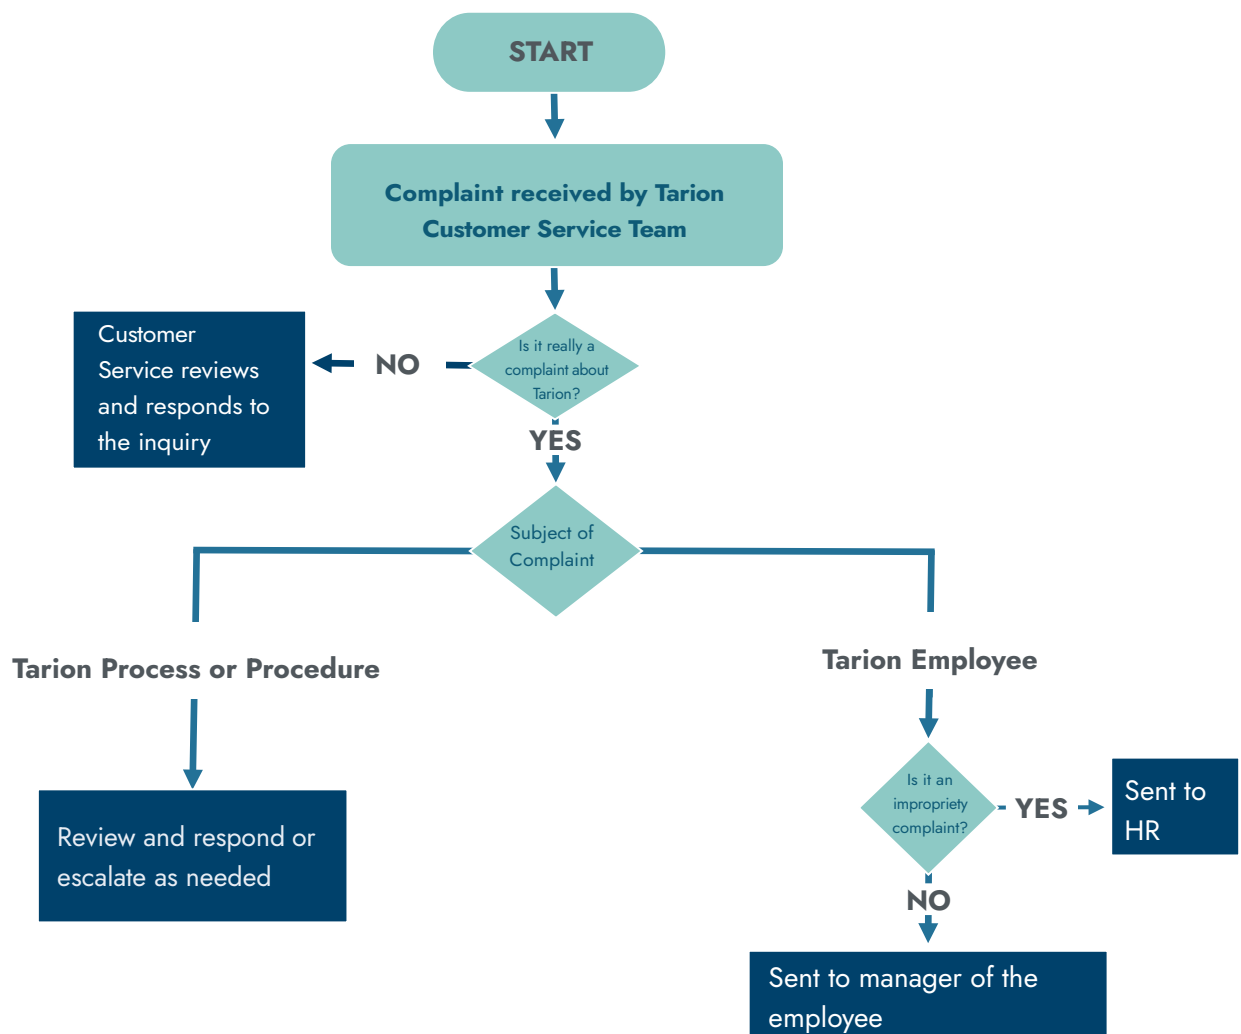 START
Complaint received by Tarion
Customer Service Team
Customer
Service reviews
and responds to
the inquiry
NO
Is it really a
complaint about
Tarion?
YES
Subject of
Complaint
Tarion Process or Procedure
Tarion Employee
Review and respond or
escalate as needed
Is it an
impropriety
complaint?
YES
Sent to
HR
NO
Sent to manager of the
employee